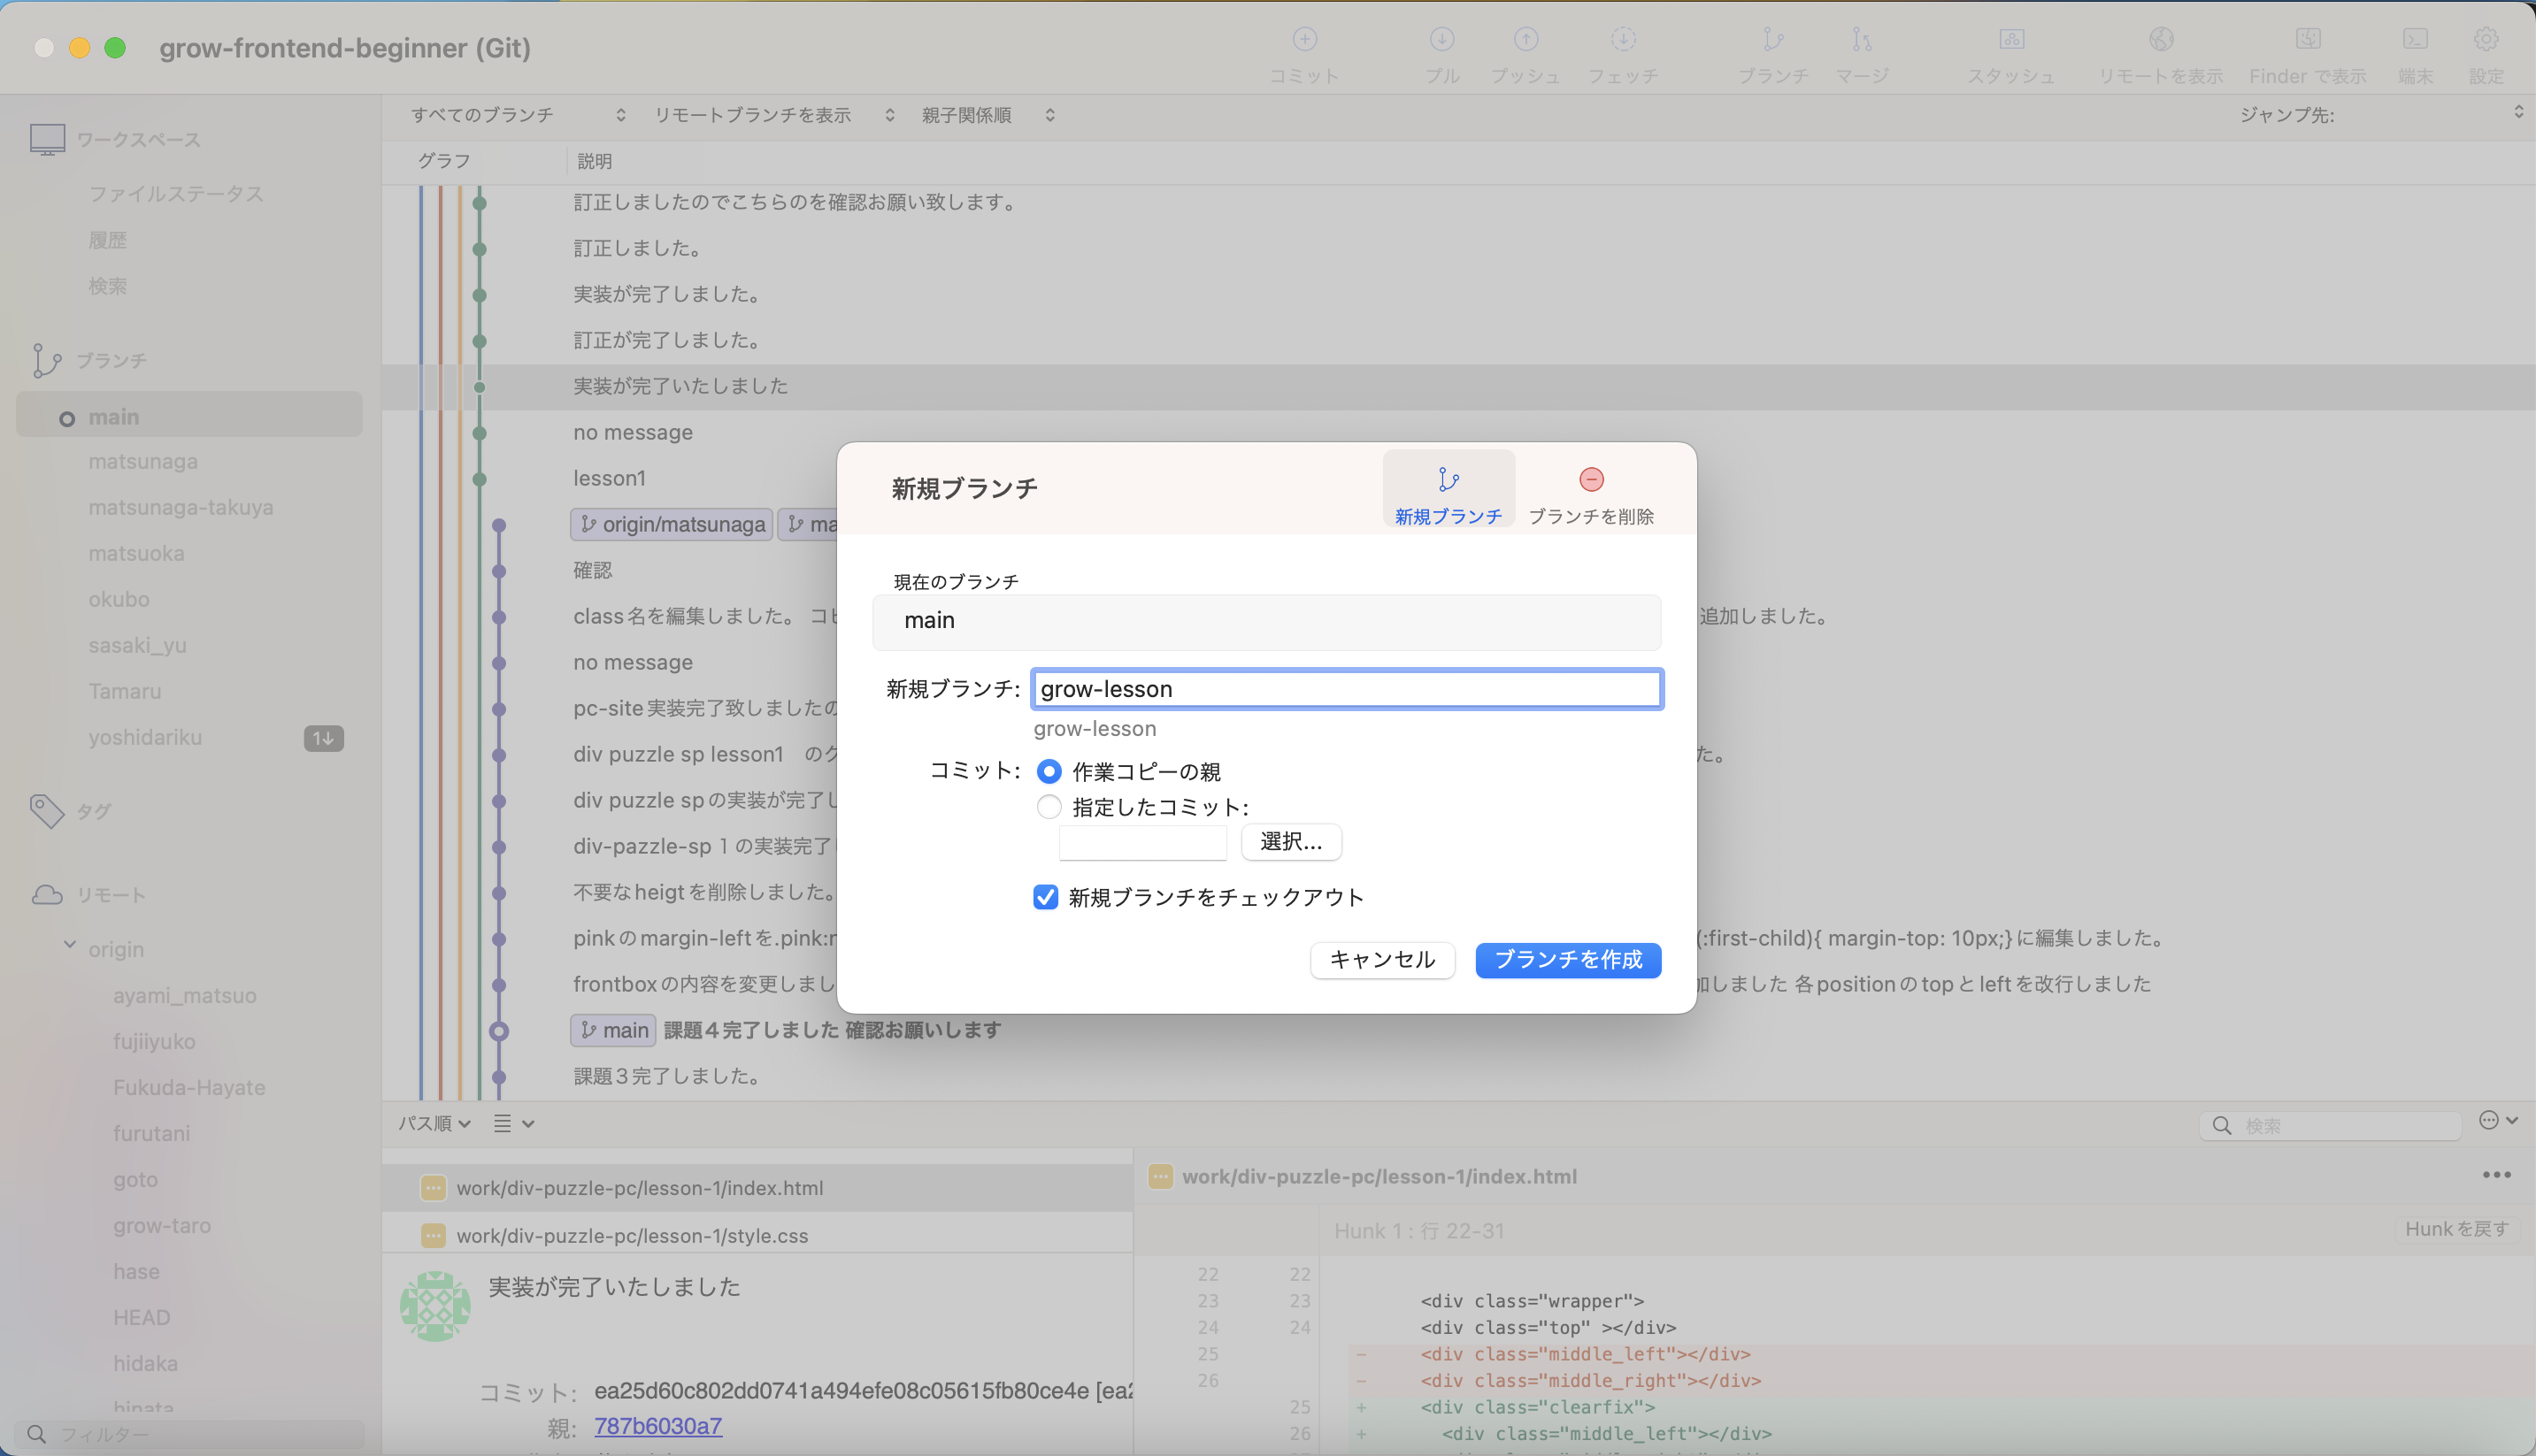 grow-frontend-beginner (Git)
コミット プル プッシュ フェッチ ブランチ マージ スタッシュ リモートを表示 Finder で表示 端末 設定
ワークスペース
ファイルステータス
履歴
検索
ブランチ
main
matsunaga
matsunaga-takuya
matsuoka
okubo
sasaki_yu
Tamaru
yoshidariku 1↓
タグ
リモート
origin
ayami_matsuo
fujiiyuko
Fukuda-Hayate
furutani
goto
grow-taro
hase
HEAD
hidaka
hinata
フィルター
すべてのブランチ リモートブランチを表示 親子関係順 ジャンプ先:
グラフ 説明
訂正しましたのでこちらのを確認お願い致します。
訂正しました。
実装が完了しました。
訂正が完了しました。
実装が完了いたしました
no message
lesson1
origin/matsunaga ma
確認
class名を編集しました。 コピ 追加しました。
no message
pc-site実装完了致しましたの
div puzzle sp lesson1 のク た。
div puzzle spの実装が完了し
div-pazzle-sp 1の実装完了
不要なheigtを削除しました。
pinkのmargin-leftを.pink:n (:first-child){ margin-top: 10px;}に編集しました。
frontboxの内容を変更しまし 加しました 各positionのtopとleftを改行しました
main 課題4完了しました 確認お願いします
課題3完了しました。
新規ブランチ
新規ブランチ ブランチを削除
現在のブランチ
main
新規ブランチ: grow-lesson
grow-lesson
コミット: 作業コピーの親
指定したコミット:
選択...
新規ブランチをチェックアウト
キャンセル ブランチを作成
パス順 検索
work/div-puzzle-pc/lesson-1/index.html
work/div-puzzle-pc/lesson-1/style.css
実装が完了いたしました
コミット: ea25d60c802dd0741a494efe08c05615fb80ce4e [ea2
親: 787b6030a7
work/div-puzzle-pc/lesson-1/index.html
Hunk 1 : 行 22-31 Hunkを戻す
22 22
23 23 <div class="wrapper">
24 24 <div class="top" ></div>
25 - <div class="middle_left"></div>
26 - <div class="middle_right"></div>
25 + <div class="clearfix">
26 + <div class="middle_left"></div>